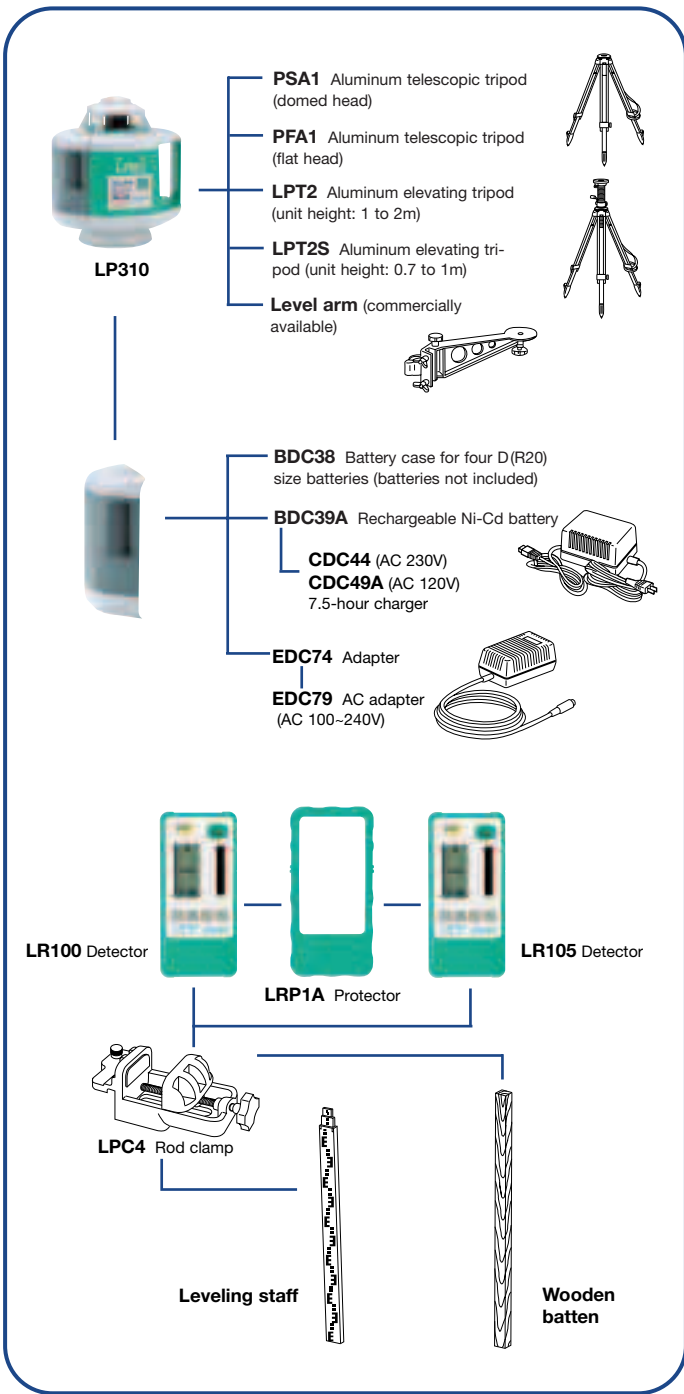 PSA1 Aluminum telescopic tripod
(domed head)
PFA1 Aluminum telescopic tripod
(flat head)
LPT2 Aluminum elevating tripod
(unit height: 1 to 2m)
LPT2S Aluminum elevating tri-
pod (unit height: 0.7 to 1m)
Level arm (commercially
available)
LP310
BDC38 Battery case for four D(R20)
size batteries (batteries not included)
BDC39A Rechargeable Ni-Cd battery
CDC44 (AC 230V)
CDC49A (AC 120V)
7.5-hour charger
EDC74 Adapter
EDC79 AC adapter
(AC 100~240V)
LR100 Detector
LRP1A Protector
LR105 Detector
LPC4 Rod clamp
Leveling staff
Wooden
batten